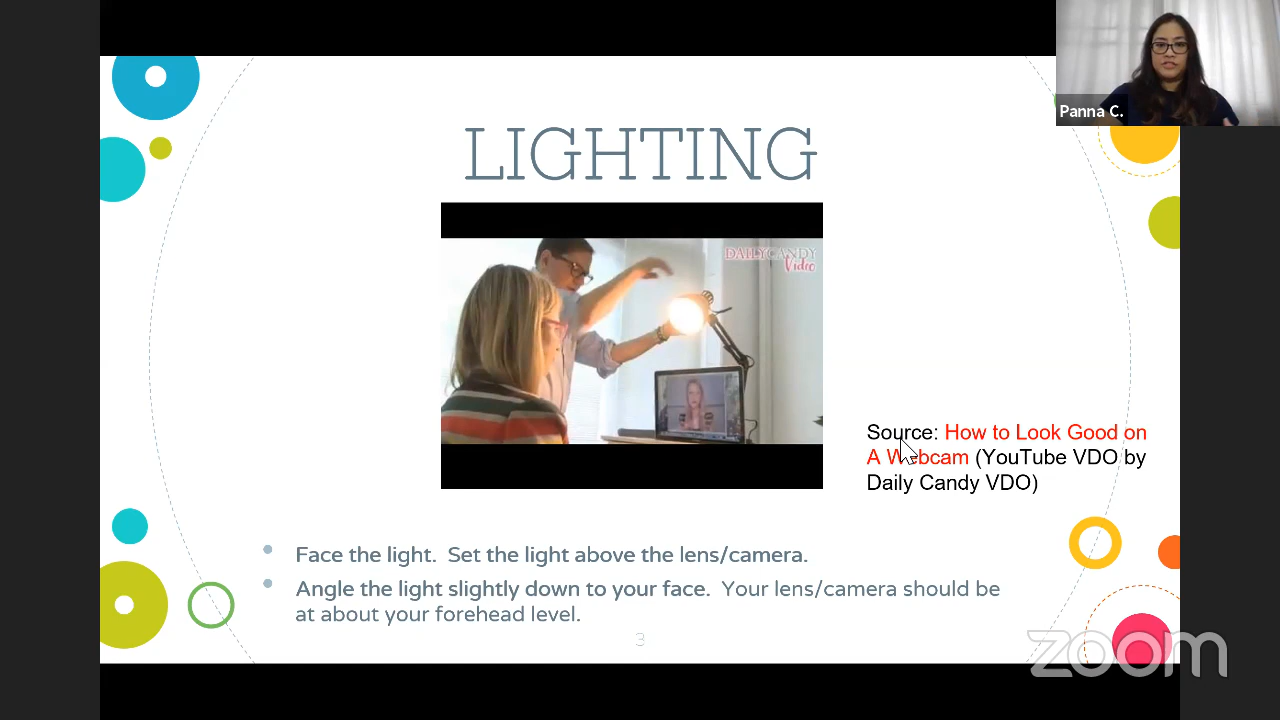 Panna C.
LIGHTING
DAILYCANDY
Video
Source: How to Look Good on
A Webcam (YouTube VDO by
Daily Candy VDO)
Face the light. Set the light above the lens/camera.
Angle the light slightly down to your face. Your lens/camera should be
at about your forehead level.
3
zoom